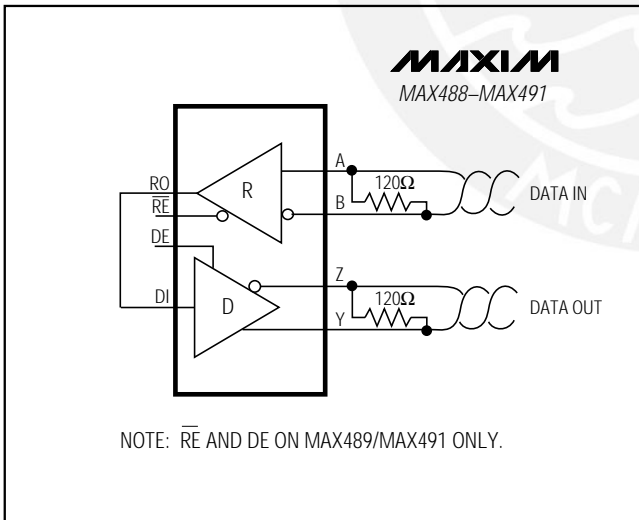 MAXIM
MAX488–MAX491
A
120Ω
RO
R
B
DATA IN
RE
DE
Z
120Ω
DI
D
DATA OUT
Y
NOTE: RE AND DE ON MAX489/MAX491 ONLY.